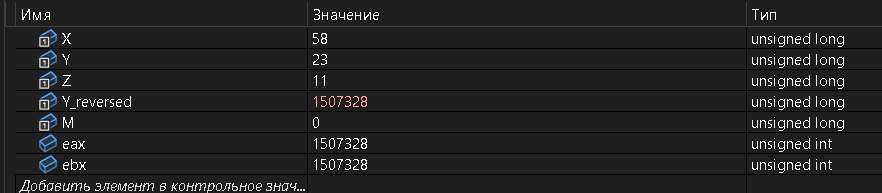 Имя Значение Тип
X 58 unsigned long
Y 23 unsigned long
Z 11 unsigned long
Y_reversed 1507328 unsigned long
M 0 unsigned long
eax 1507328 unsigned int
ebx 1507328 unsigned int
Добавить элемент в контрольное знач...